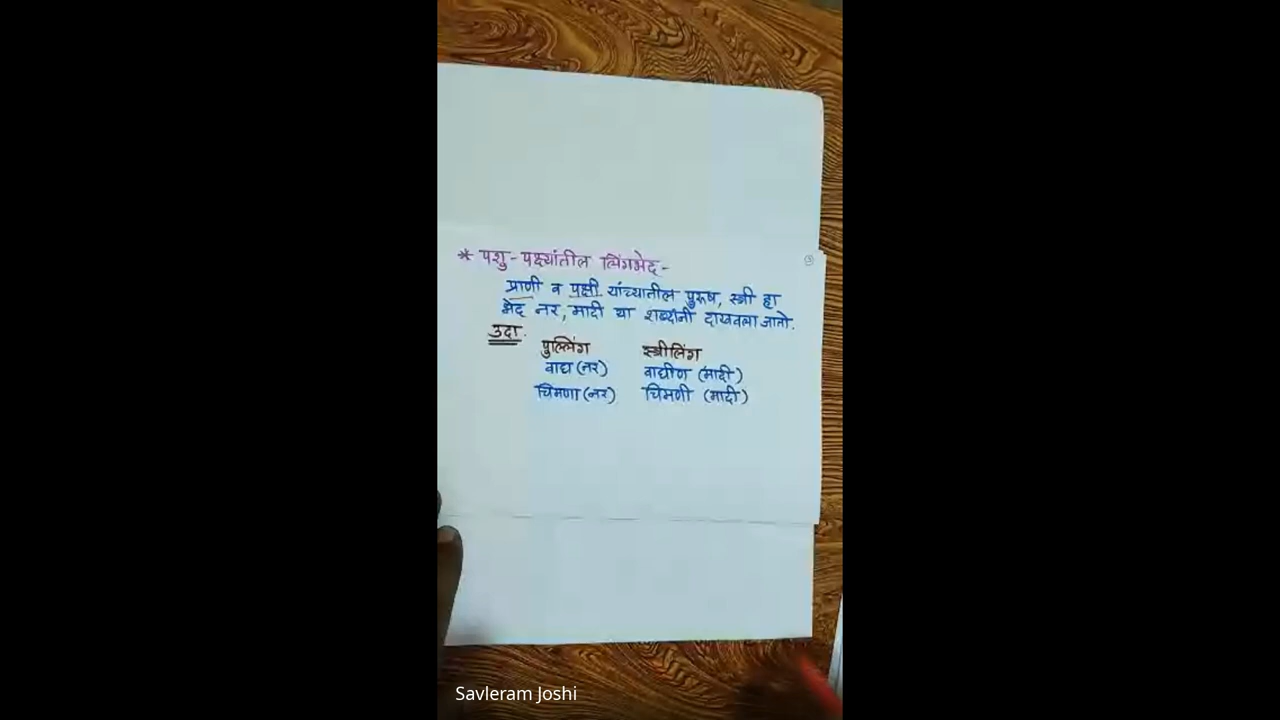 * पशु-पक्ष्यांतील लिंगभेद-
प्राणी व पक्षी यांच्यातील पुरूष, स्त्री हा
भेद नर, मादी या शब्दांनी दाखवला जातो.
उदा.
पुल्लिंग स्त्रीलिंग
वाघ (नर) वाघीण (मादी)
चिमणा (नर) चिमणी (मादी)
Savleram Joshi